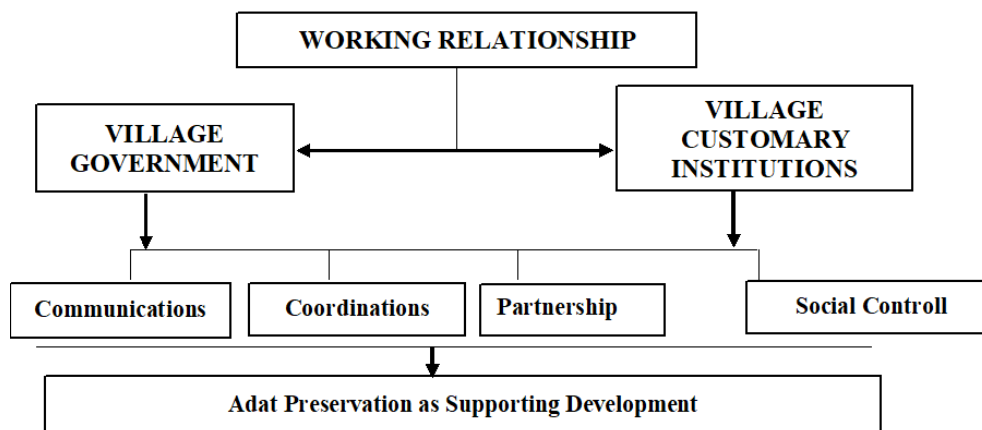 WORKING RELATIONSHIP
VILLAGE
GOVERNMENT
VILLAGE
CUSTOMARY
INSTITUTIONS
Communications
Coordinations
Partnership
Social Controll
Adat Preservation as Supporting Development